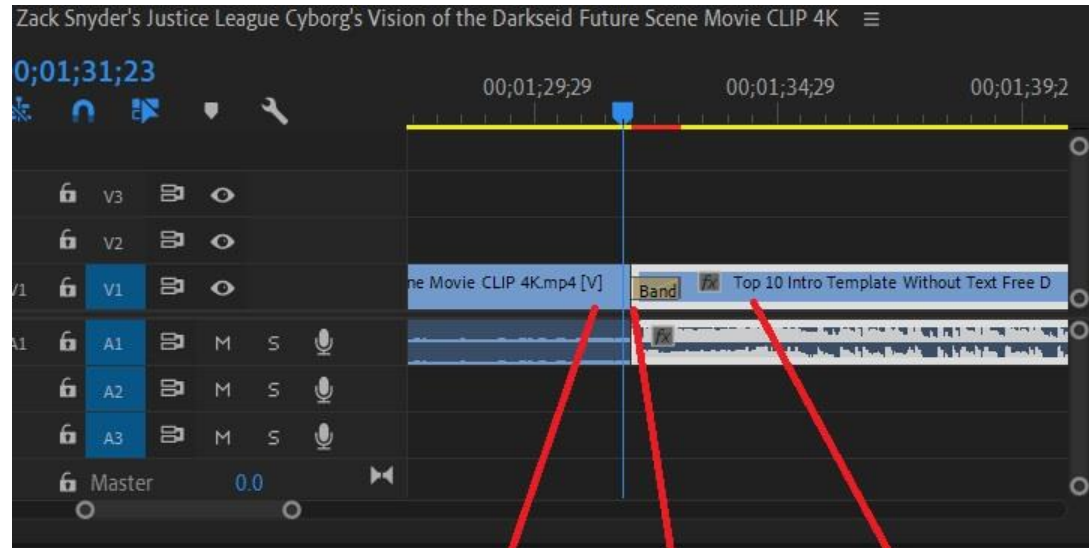 Zack Snyder's Justice League Cyborg's Vision of the Darkseid Future Scene Movie CLIP 4K
0;01;31;23
00;01;29;29 00;01;34;29 00;01;39;2
V3
V2
V1 V1 ne Movie CLIP 4K.mp4 [V] Band fx Top 10 Intro Template Without Text Free D
A1 A1 M S fx
A2 M S
A3 M S
Master 0.0